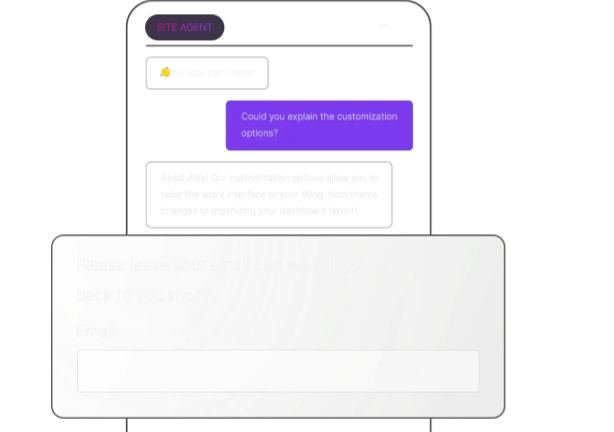 SITE AGENT
how can I help?
Could you explain the customization
options?
Absolutely! Our customization options allow you to
tailor the app's interface to your liking, from theme
changes to organizing your dashboard layout!
Please leave your email and we will get
back to you shortly
Email